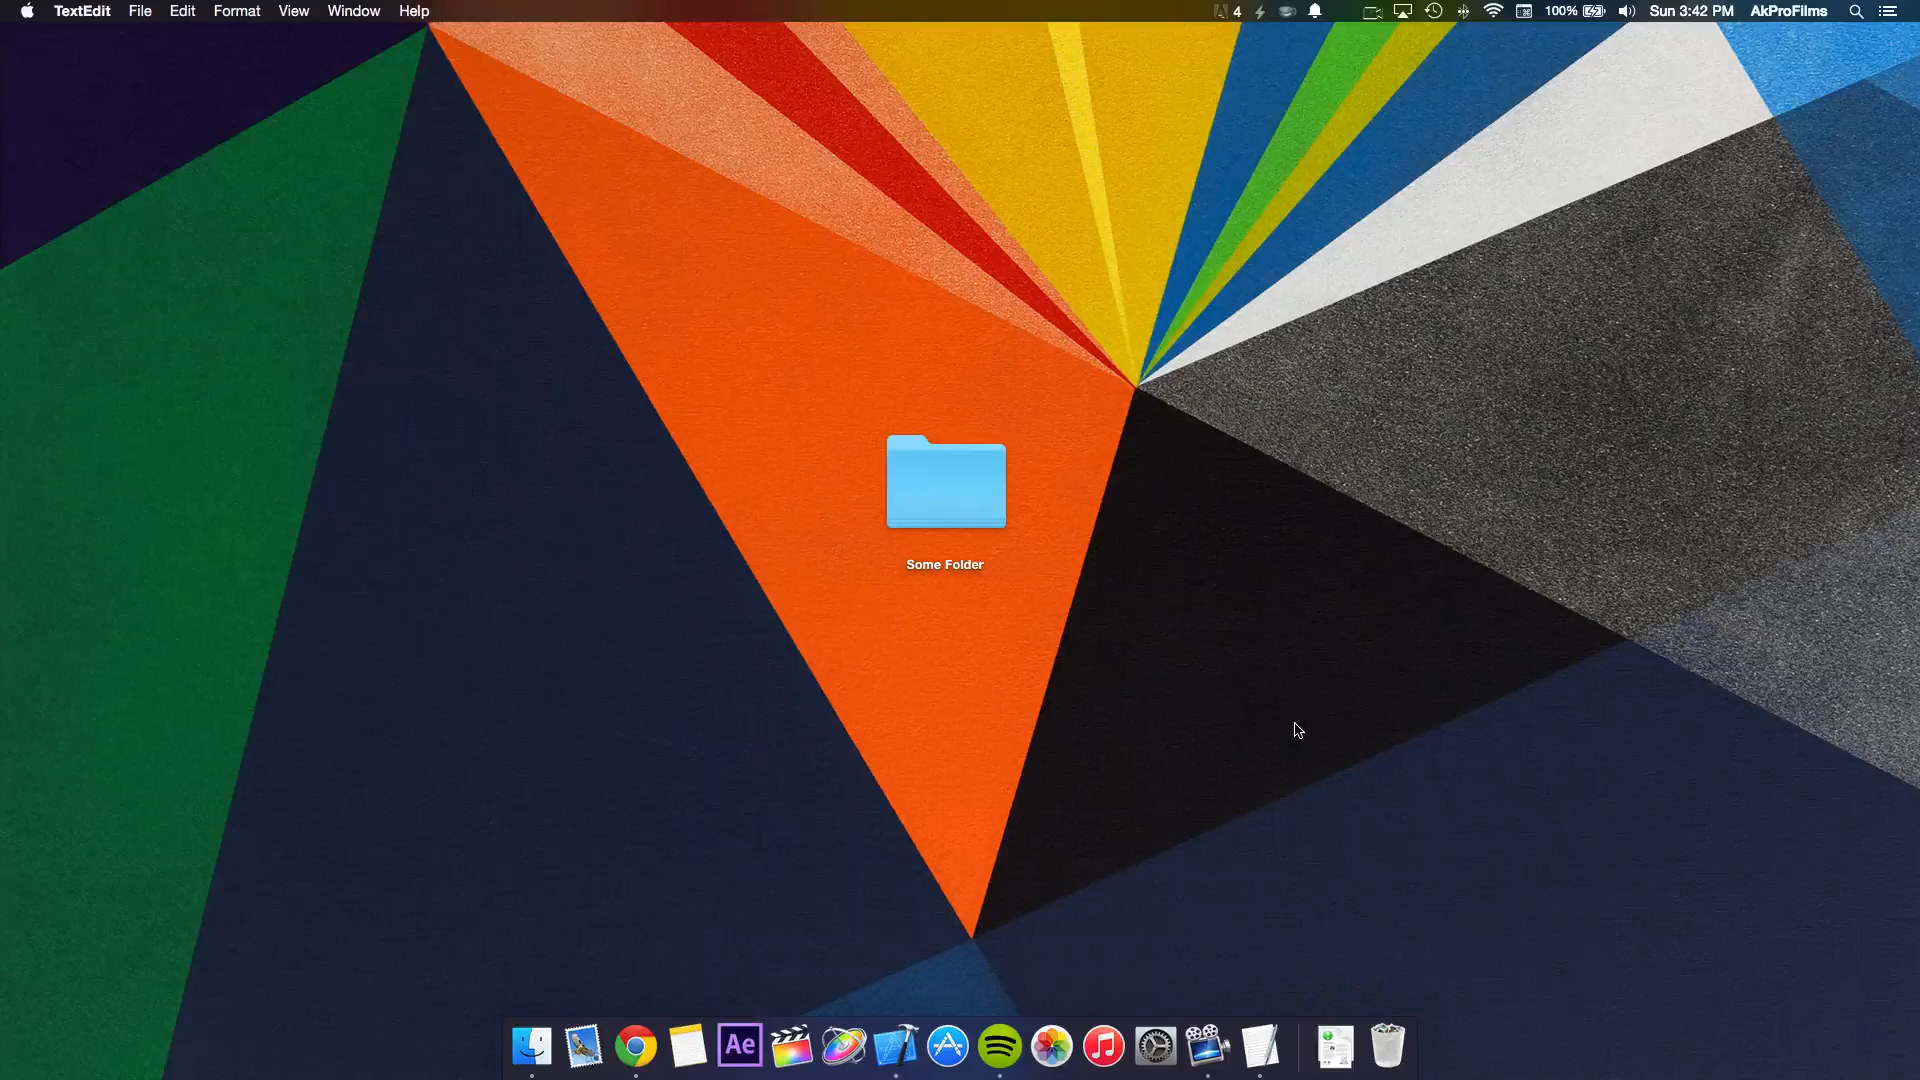 TextEdit File Edit Format View Window Help 4 100% Sun 3:42 PM AkProFilms
Some Folder
Ae